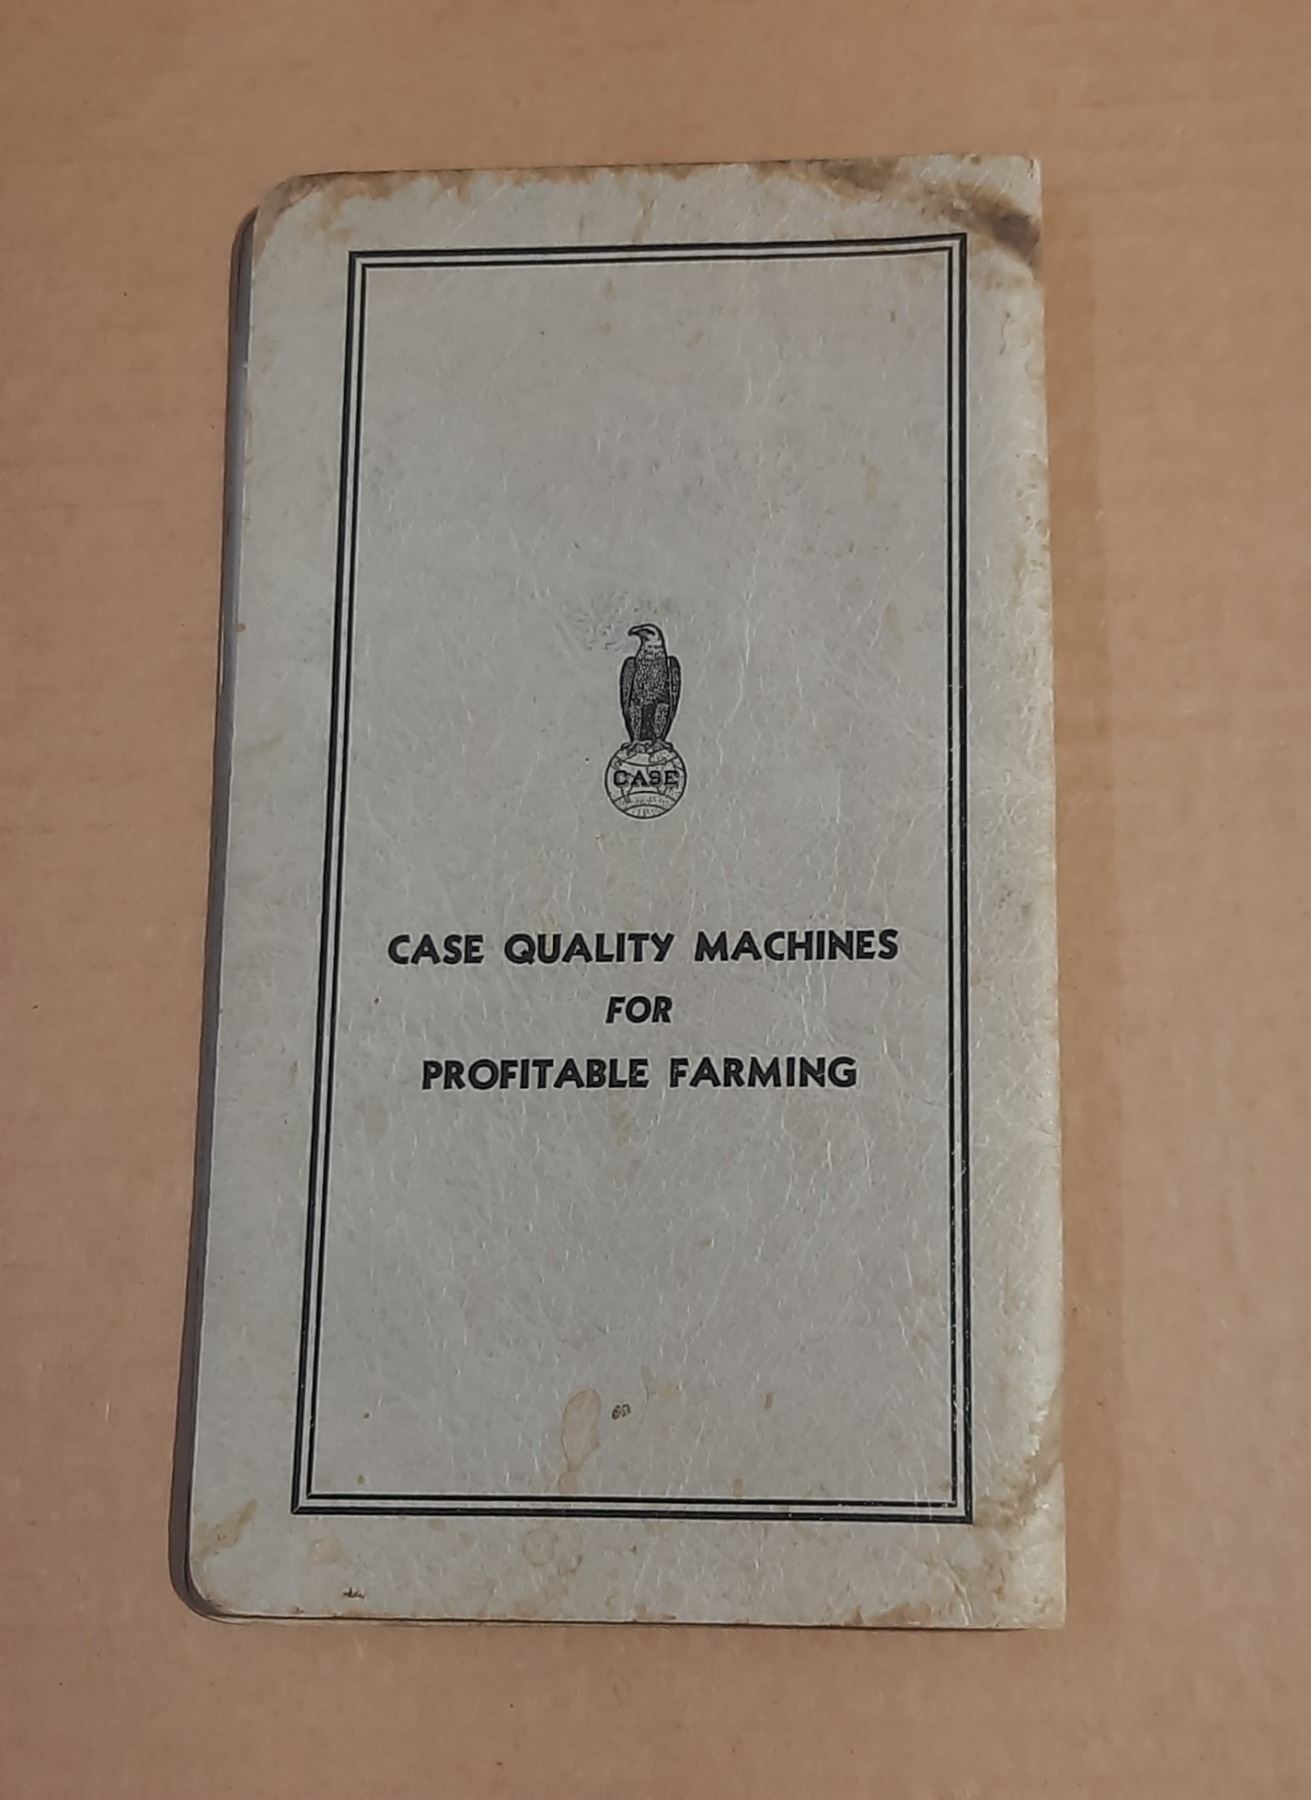 CASE
CASE QUALITY MACHINES
FOR
PROFITABLE FARMING